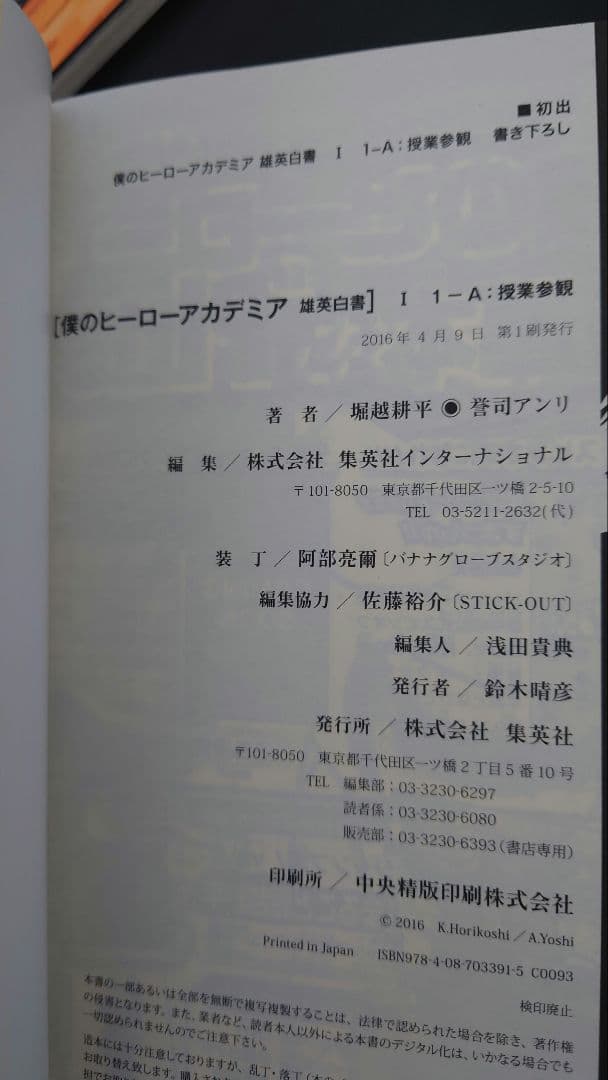 ■初出
僕のヒーローアカデミア 雄英白書 Ⅰ 1-A:授業参観 書き下ろし
[僕のヒーローアカデミア 雄英白書] Ⅰ 1-A:授業参観
2016年4月9日 第1刷発行
著 者/堀越耕平◉誉司アンリ
編 集/株式会社 集英社インターナショナル
〒101-8050 東京都千代田区一ツ橋2-5-10
TEL 03-5211-2632(代)
装 丁/阿部亮爾〔バナナグローブスタジオ〕
編集協力/佐藤裕介〔STICK-OUT〕
編集人/浅田貴典
発行者/鈴木晴彦
発行所/株式会社 集英社
〒101-8050 東京都千代田区一ツ橋2丁目5番10号
TEL 編集部:03-3230-6297
読者係:03-3230-6080
販売部:03-3230-6393(書店専用)
印刷所/中央精版印刷株式会社
© 2016 K.Horikoshi/A.Yoshi
Printed in Japan ISBN978-4-08-703391-5 C0093
検印廃止
本書の一部あるいは全部を無断で複写複製することは、法律で認められた場合を除き、著作権
の侵害となります。また、業者など、読者本人以外による本書のデジタル化は、いかなる場合でも
一切認められませんのでご注意下さい。
造本には十分注意しておりますが、乱丁・落丁
お取り替え致します。購入